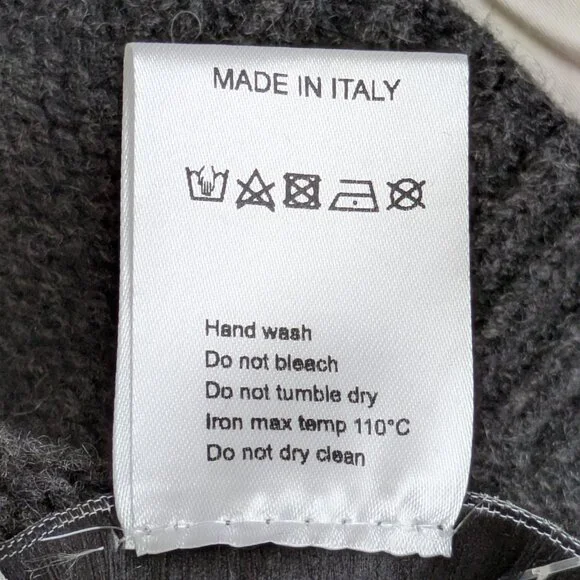 MADE IN ITALY
Hand wash
Do not bleach
Do not tumble dry
Iron max temp 110°C
Do not dry clean